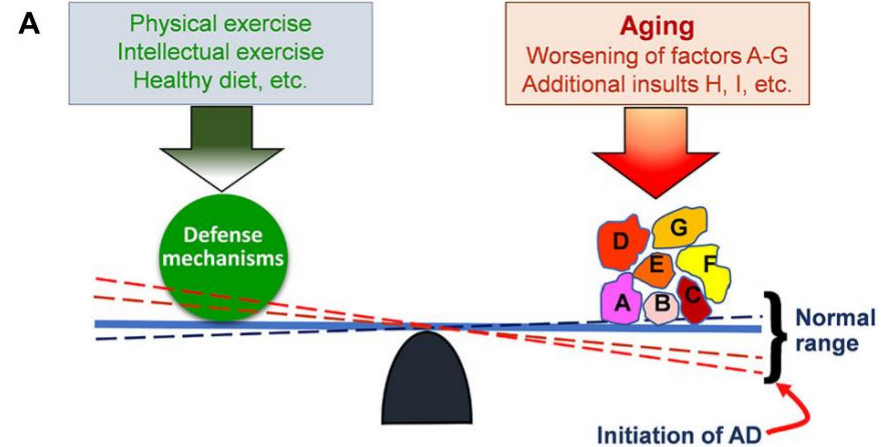 A
Physical exercise
Intellectual exercise
Healthy diet, etc.
Aging
Worsening of factors A-G
Additional insults H, I, etc.
Defense
mechanisms
D
G
E
F
A
B
C
Normal
range
Initiation of AD